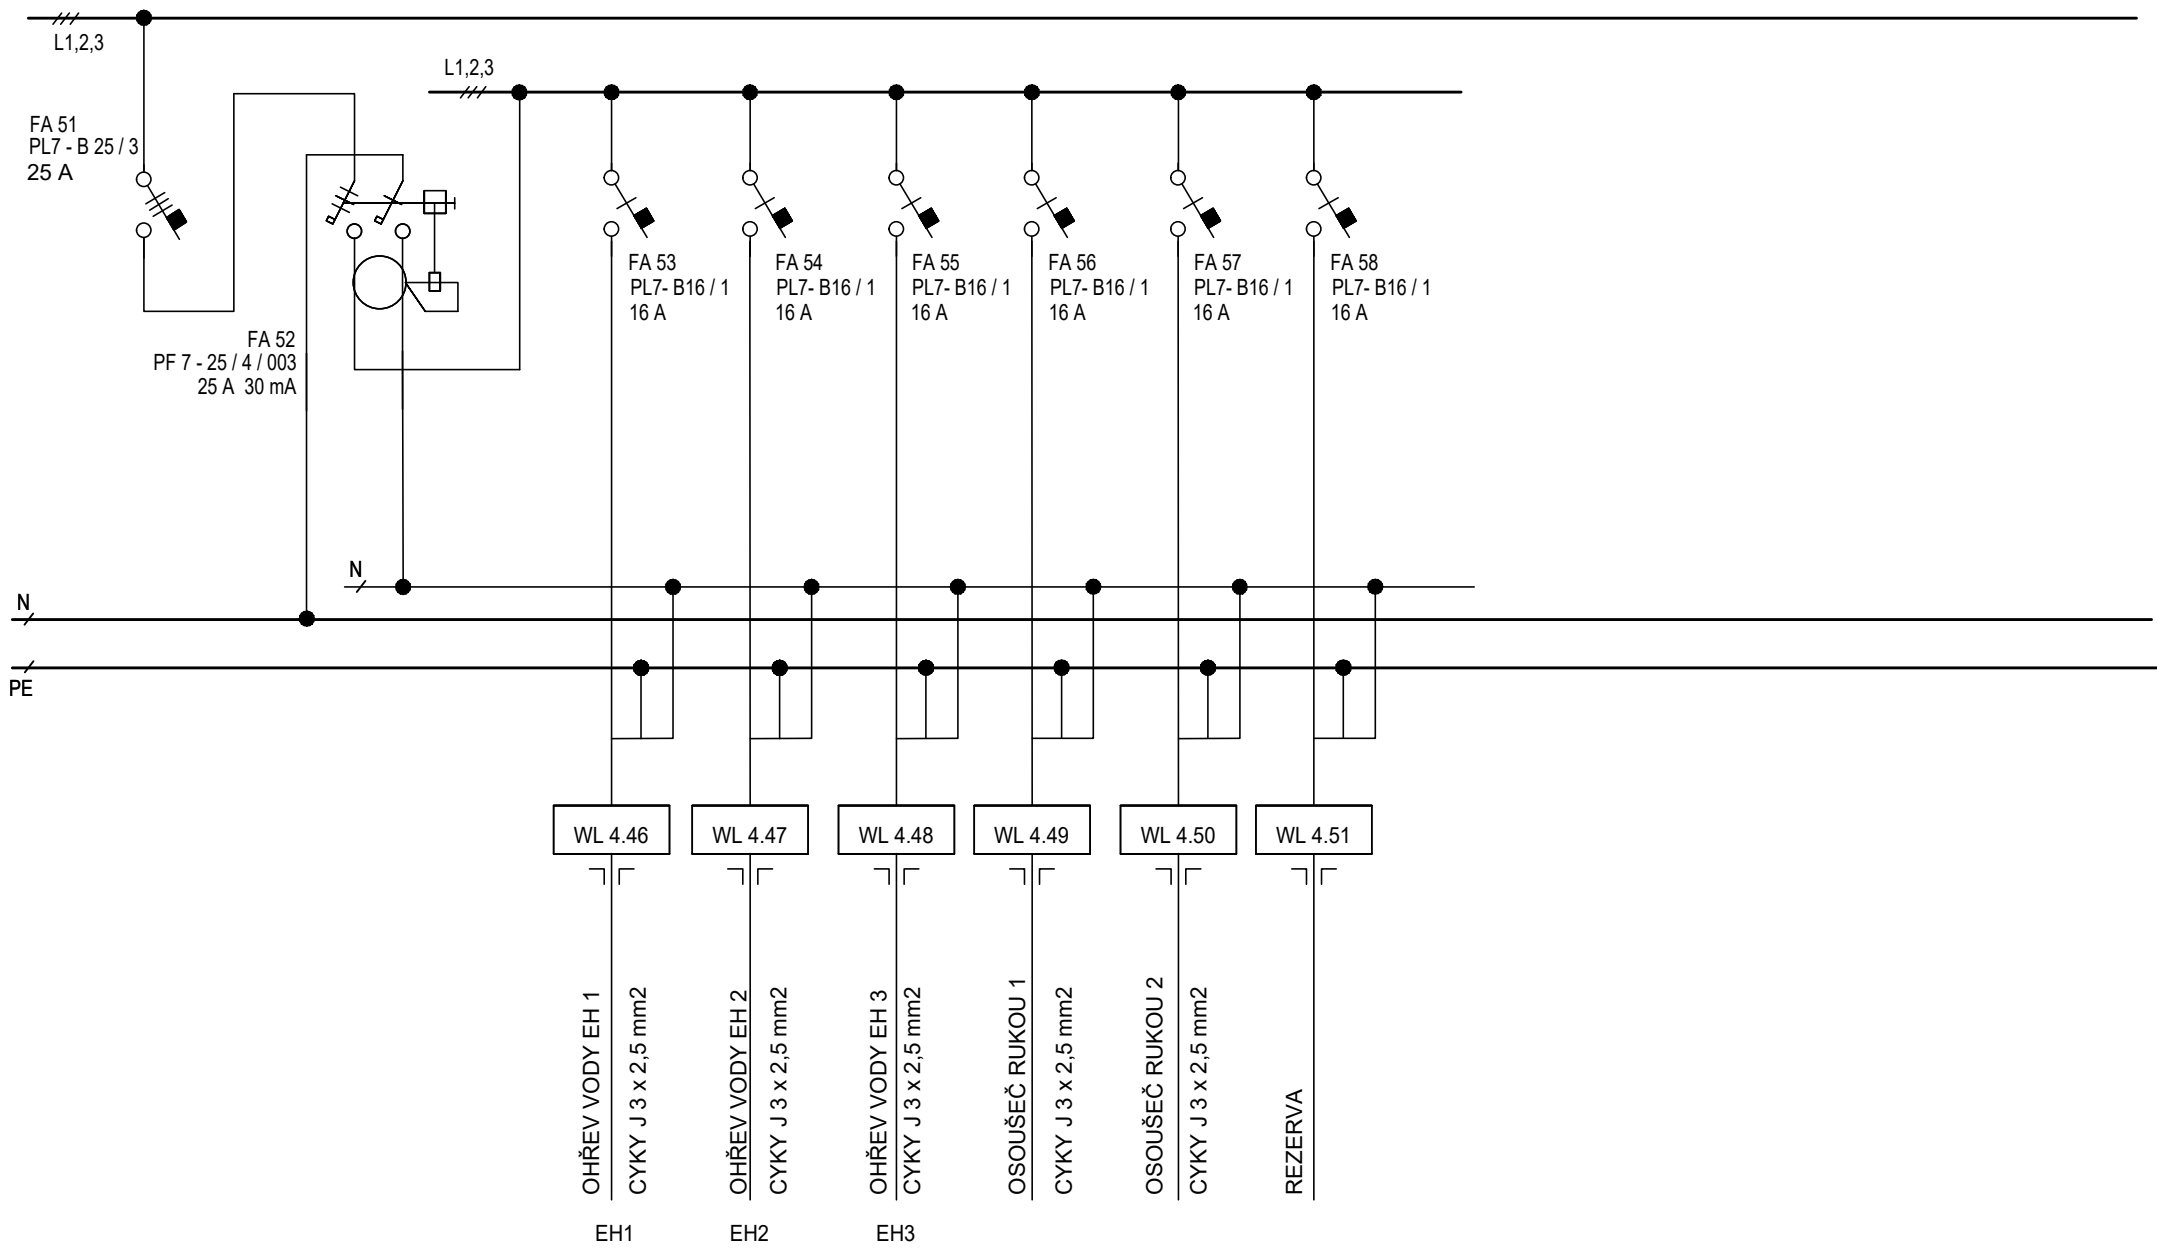 L1,2,3
L1,2,3
FA 51
PL7 - B 25 / 3
25 A
FA 52
PF 7 - 25 / 4 / 003
25 A 30 mA
FA 53
PL7- B16 / 1
16 A
FA 54
PL7- B16 / 1
16 A
FA 55
PL7- B16 / 1
16 A
FA 56
PL7- B16 / 1
16 A
FA 57
PL7- B16 / 1
16 A
FA 58
PL7- B16 / 1
16 A
N
N
PE
WL 4.46
WL 4.47
WL 4.48
WL 4.49
WL 4.50
WL 4.51
OHŘEV VODY EH 1
CYKY J 3 x 2,5 mm2
OHŘEV VODY EH 2
CYKY J 3 x 2,5 mm2
OHŘEV VODY EH 3
CYKY J 3 x 2,5 mm2
OSOUŠEČ RUKOU 1
CYKY J 3 x 2,5 mm2
OSOUŠEČ RUKOU 2
CYKY J 3 x 2,5 mm2
REZERVA
EH1
EH2
EH3